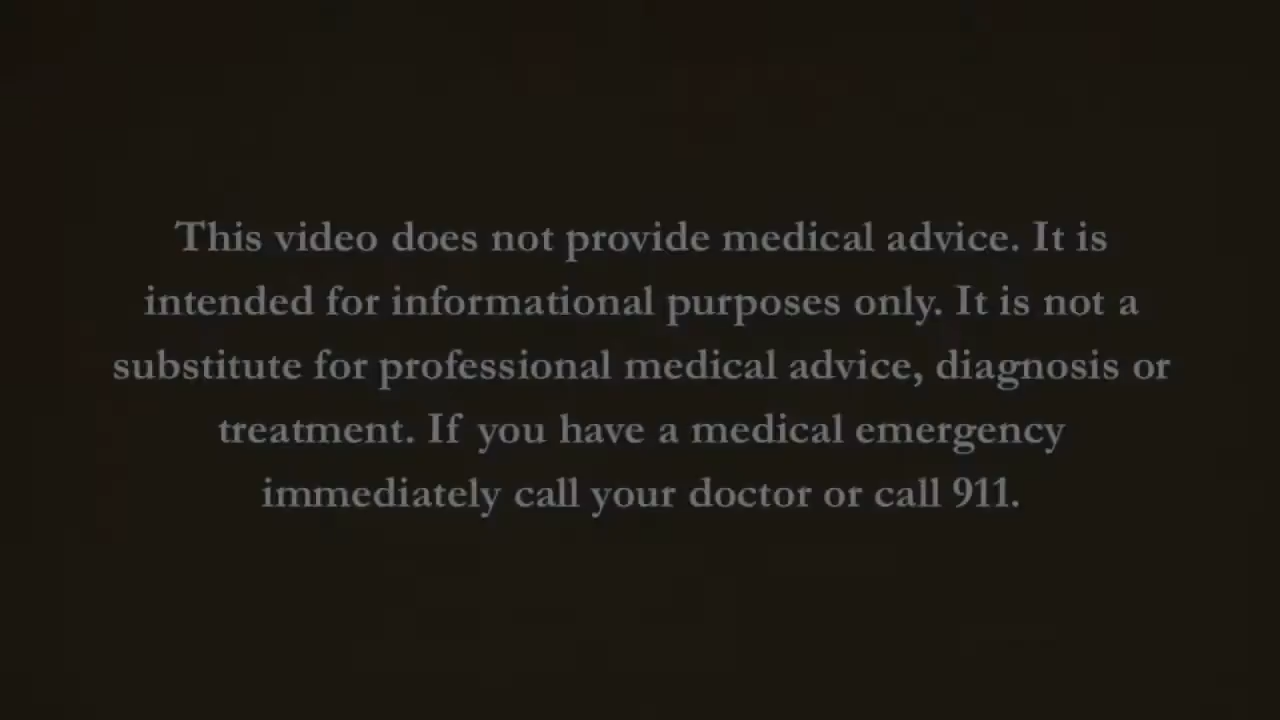 This video does not provide medical advice. It is
intended for informational purposes only. It is not a
substitute for professional medical advice, diagnosis or
treatment. If you have a medical emergency
immediately call your doctor or call 911.